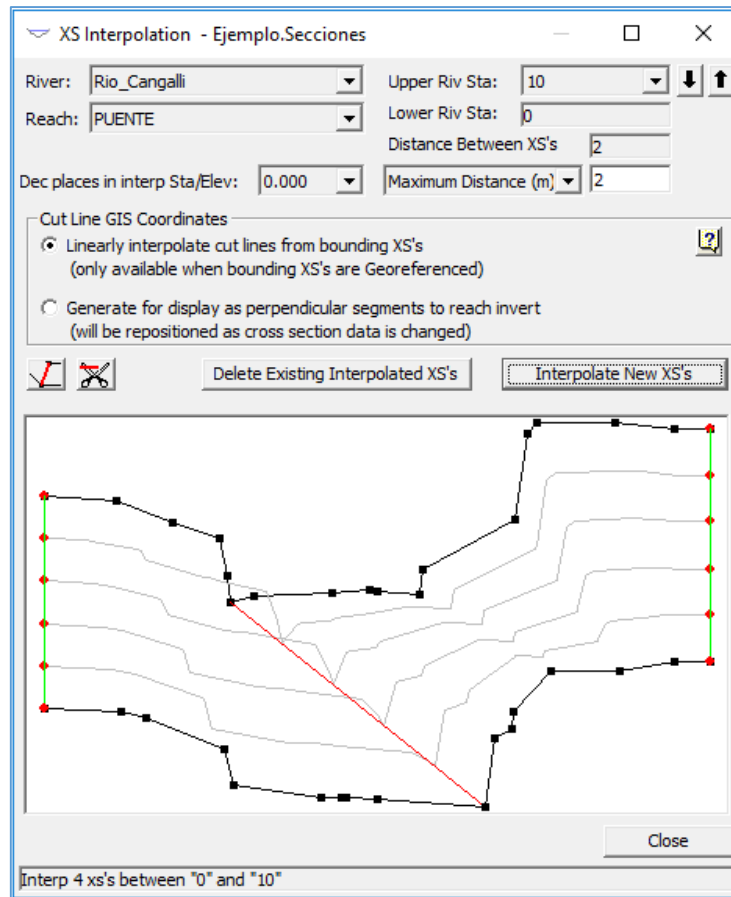 XS Interpolation - Ejemplo.Secciones
River: Rio_Cangalli Upper Riv Sta: 10
Reach: PUENTE Lower Riv Sta: 0
Distance Between XS's 2
Dec places in interp Sta/Elev: 0.000 Maximum Distance (m) 2
Cut Line GIS Coordinates
Linearly interpolate cut lines from bounding XS's
(only available when bounding XS's are Georeferenced)
Generate for display as perpendicular segments to reach invert
(will be repositioned as cross section data is changed)
Delete Existing Interpolated XS's Interpolate New XS's
Close
Interp 4 xs's between "0" and "10"